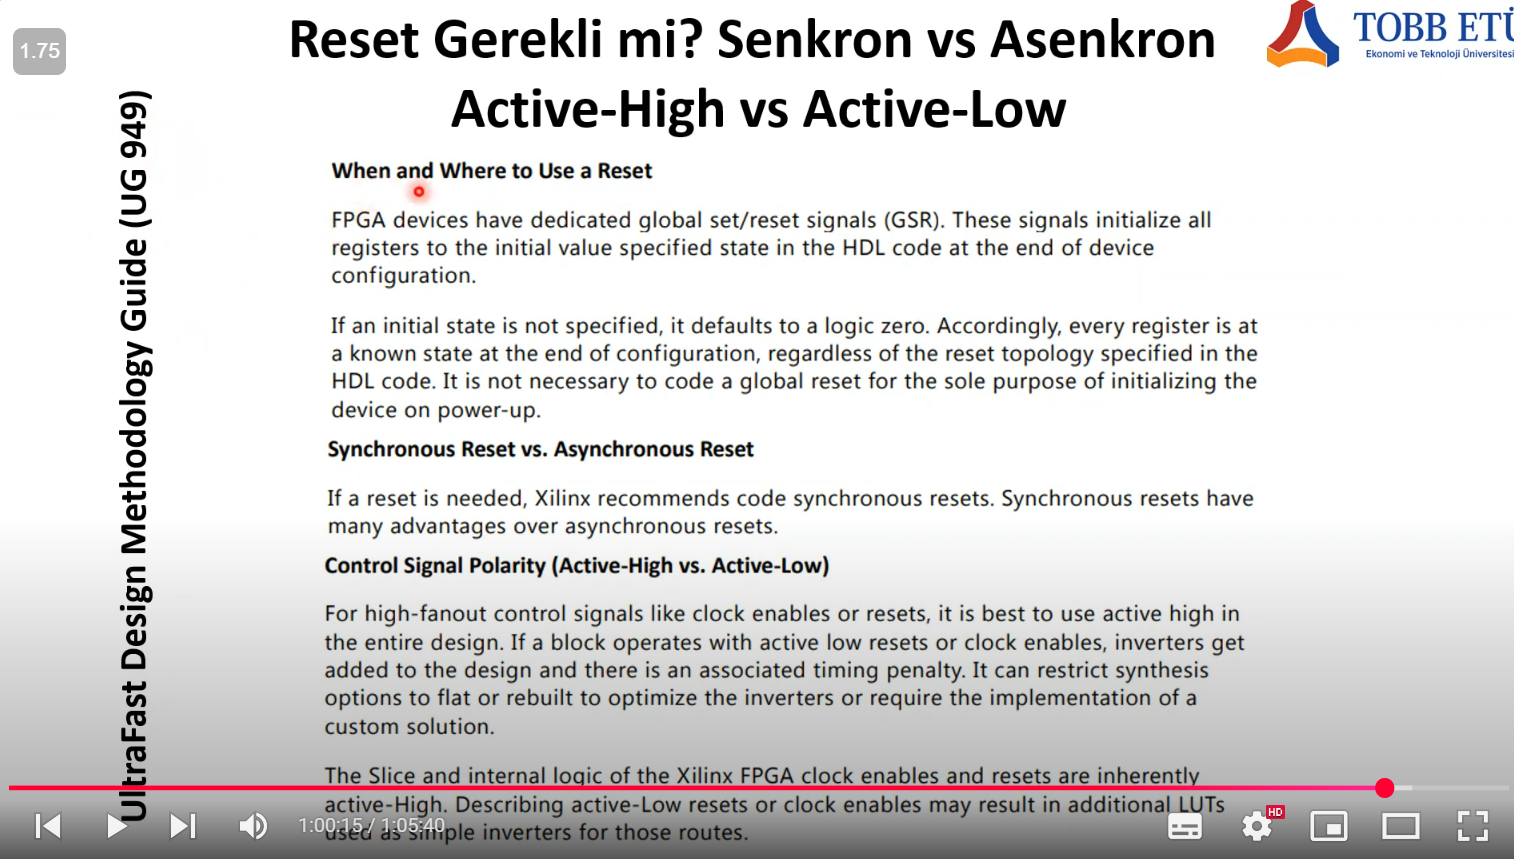 1.75
Reset Gerekli mi? Senkron vs Asenkron
Active-High vs Active-Low
TOBB ETÜ
Ekonomi ve Teknoloji Üniversitesi
UltraFast Design Methodology Guide (UG 949)
When and Where to Use a Reset
FPGA devices have dedicated global set/reset signals (GSR). These signals initialize all
registers to the initial value specified state in the HDL code at the end of device
configuration.
If an initial state is not specified, it defaults to a logic zero. Accordingly, every register is at
a known state at the end of configuration, regardless of the reset topology specified in the
HDL code. It is not necessary to code a global reset for the sole purpose of initializing the
device on power-up.
Synchronous Reset vs. Asynchronous Reset
If a reset is needed, Xilinx recommends code synchronous resets. Synchronous resets have
many advantages over asynchronous resets.
Control Signal Polarity (Active-High vs. Active-Low)
For high-fanout control signals like clock enables or resets, it is best to use active high in
the entire design. If a block operates with active low resets or clock enables, inverters get
added to the design and there is an associated timing penalty. It can restrict synthesis
options to flat or rebuilt to optimize the inverters or require the implementation of a
custom solution.
The Slice and internal logic of the Xilinx FPGA clock enables and resets are inherently
active-High. Describing active-Low resets or clock enables may result in additional LUTs
used as simple inverters for those routes.
1:00:15 / 1:05:40
HD